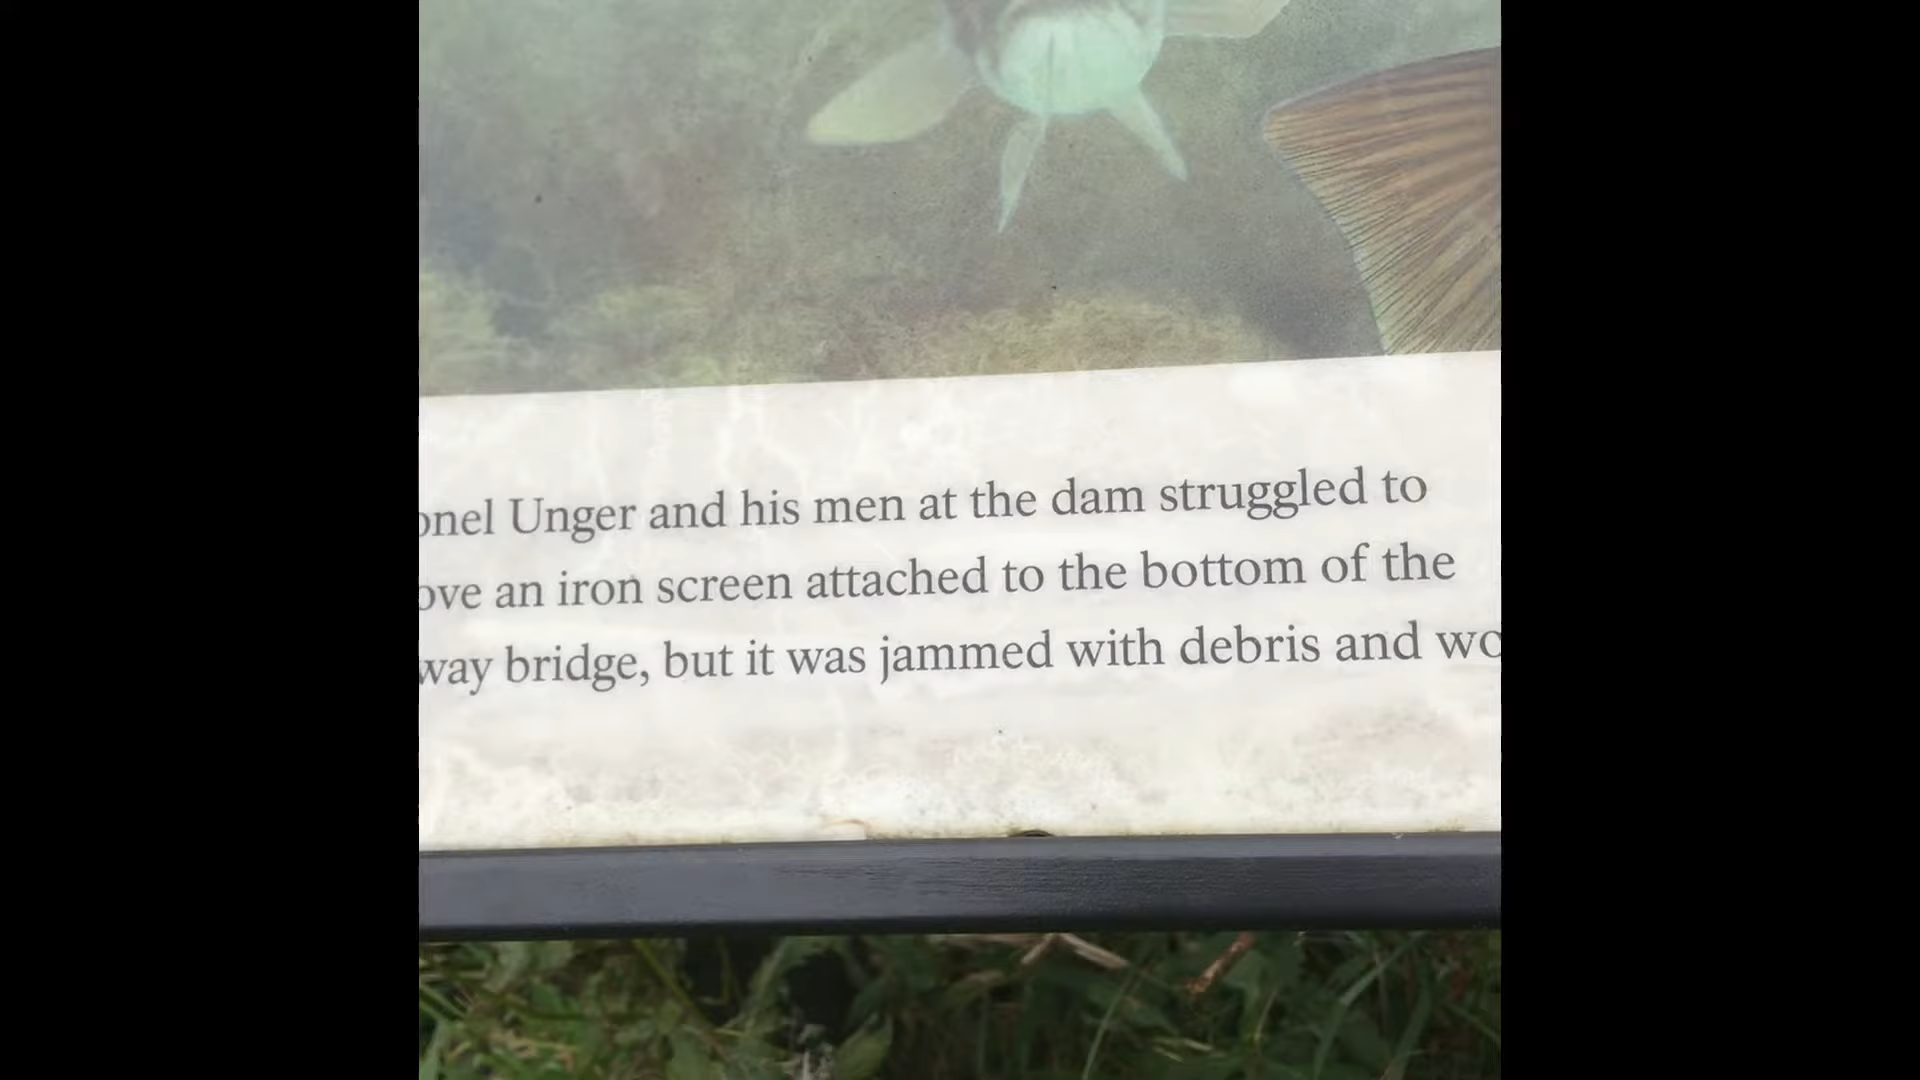 onel Unger and his men at the dam struggled to
ove an iron screen attached to the bottom of the
way bridge, but it was jammed with debris and wo